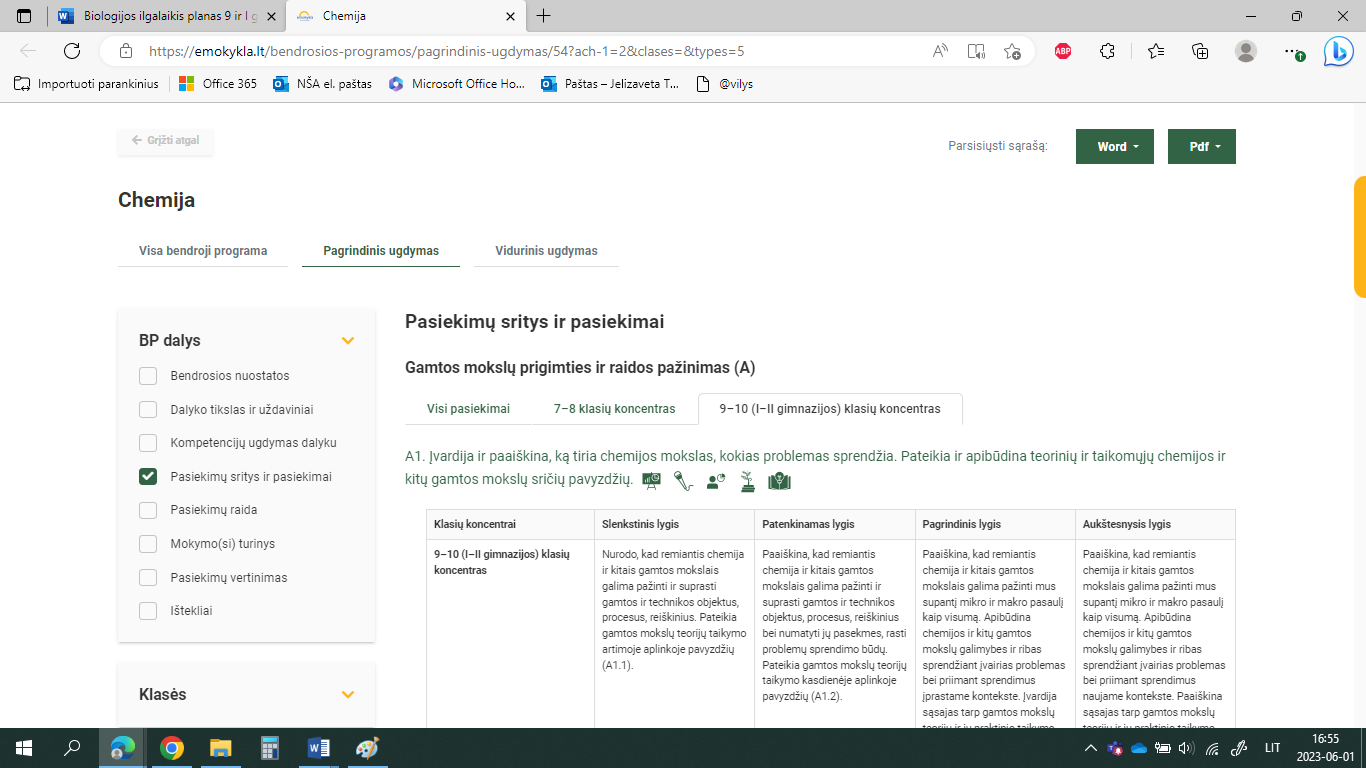 Biologijos ilgalaikis planas 9 ir I g
Chemija
https://emokykla.lt/bendrosios-programos/pagrindinis-ugdymas/54?ach-1=2&clases=&types=5
ABP
Importuoti parankinius
Office 365
NŠA el. paštas
Microsoft Office Ho...
Paštas – Jelizaveta T...
@vilys
Grįžti atgal
Parsisiųsti sąrašą:
Word
Pdf
Chemija
Visa bendroji programa
Pagrindinis ugdymas
Vidurinis ugdymas
BP dalys
Bendrosios nuostatos
Dalyko tikslas ir uždaviniai
Kompetencijų ugdymas dalyku
Pasiekimų sritys ir pasiekimai
Pasiekimų raida
Mokymo(si) turinys
Pasiekimų vertinimas
Ištekliai
Klasės
Pasiekimų sritys ir pasiekimai
Gamtos mokslų prigimties ir raidos pažinimas (A)
Visi pasiekimai
7–8 klasių koncentras
9–10 (I–II gimnazijos) klasių koncentras
A1. Įvardija ir paaiškina, ką tiria chemijos mokslas, kokias problemas sprendžia. Pateikia ir apibūdina teorinių ir taikomųjų chemijos ir
kitų gamtos mokslų sričių pavyzdžių.
Klasių koncentrai
Slenkstinis lygis
Patenkinamas lygis
Pagrindinis lygis
Aukštesnysis lygis
9–10 (I–II gimnazijos) klasių
koncentras
Nurodo, kad remiantis chemija
ir kitais gamtos mokslais
galima pažinti ir suprasti
gamtos ir technikos objektus,
procesus, reiškinius. Pateikia
gamtos mokslų teorijų taikymo
artimoje aplinkoje pavyzdžių
(A1.1).
Paaiškina, kad remiantis
chemija ir kitais gamtos
mokslais galima pažinti ir
suprasti gamtos ir technikos
objektus, procesus, reiškinius
bei numatyti jų pasekmes, rasti
problemų sprendimo būdų.
Pateikia gamtos mokslų teorijų
taikymo kasdienėje aplinkoje
pavyzdžių (A1.2).
Paaiškina, kad remiantis
chemija ir kitais gamtos
mokslais galima pažinti mus
supantį mikro ir makro pasaulį
kaip visumą. Apibūdina
chemijos ir kitų gamtos
mokslų galimybes ir ribas
sprendžiant įvairias problemas
bei priimant sprendimus
įprastame kontekste. Įvardija
sąsajas tarp gamtos mokslų
teorijų ir jų praktinio taikymo
Paaiškina, kad remiantis
chemija ir kitais gamtos
mokslais galima pažinti mus
supantį mikro ir makro pasaulį
kaip visumą. Apibūdina
chemijos ir kitų gamtos
mokslų galimybes ir ribas
sprendžiant įvairias problemas
bei priimant sprendimus
naujame kontekste. Paaiškina
sąsajas tarp gamtos mokslų
teorijų ir jų praktinio taikymo
LIT
16:55
2023-06-01